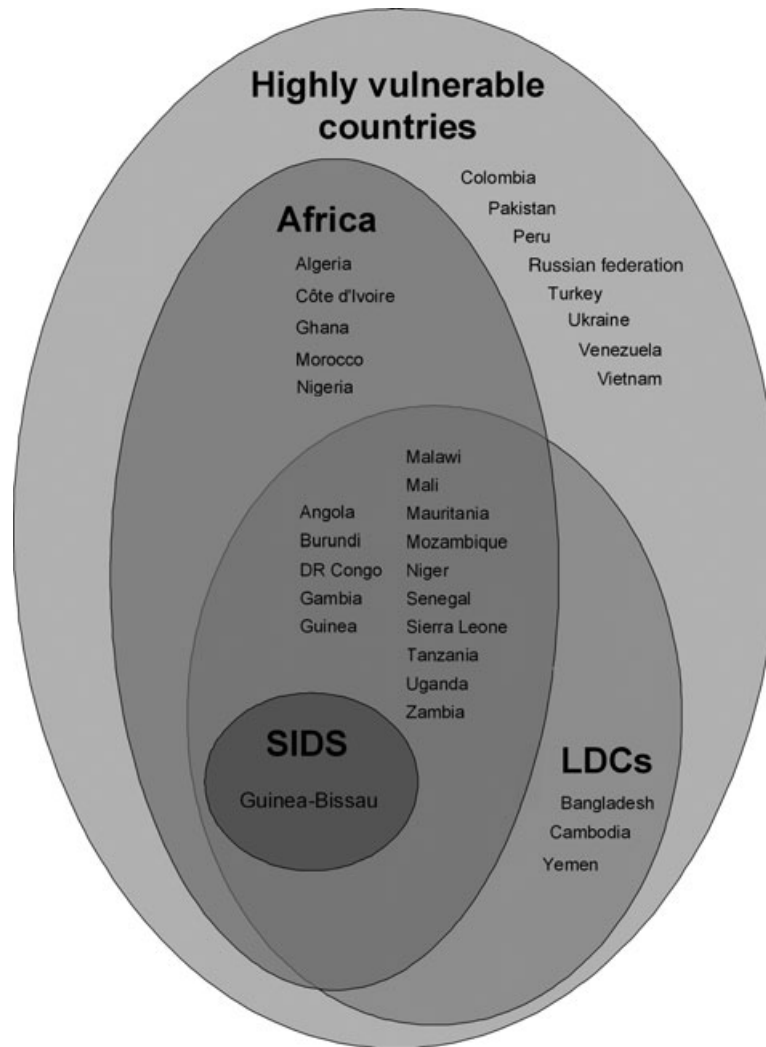 Highly vulnerable
countries
Colombia
Pakistan
Peru
Russian federation
Turkey
Ukraine
Venezuela
Vietnam
Africa
Algeria
Côte d'Ivoire
Ghana
Morocco
Nigeria
Angola
Burundi
DR Congo
Gambia
Guinea
Malawi
Mali
Mauritania
Mozambique
Niger
Senegal
Sierra Leone
Tanzania
Uganda
Zambia
SIDS
Guinea-Bissau
LDCs
Bangladesh
Cambodia
Yemen